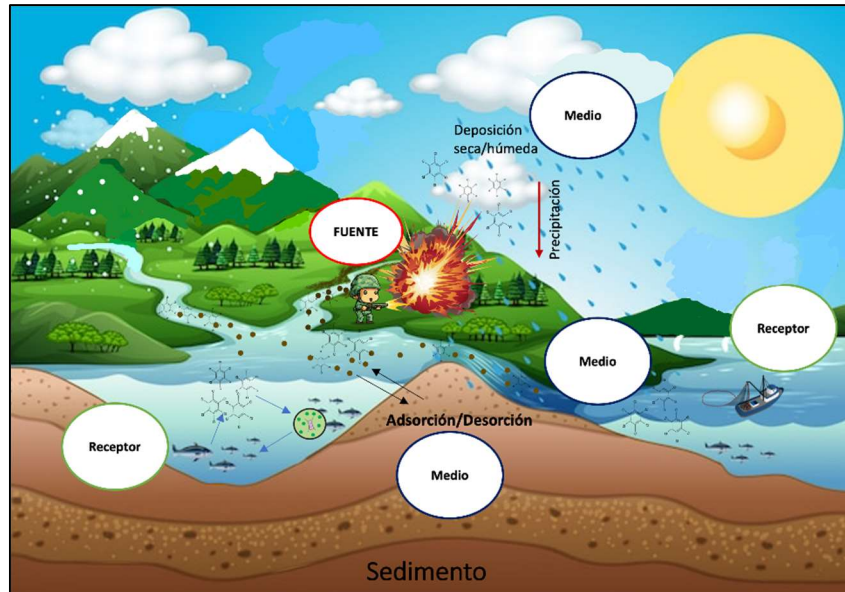 Medio
Deposición
seca/húmeda
Precipitación
FUENTE
Receptor
Medio
Adsorción/Desorción
Receptor
Medio
Sedimento